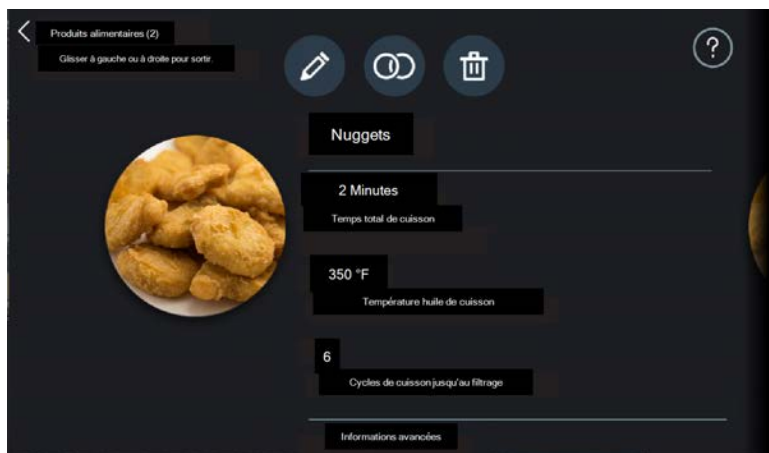 Produits alimentaires (2)
Glisser à gauche ou à droite pour sortir.
?
Nuggets
2 Minutes
Temps total de cuisson
350 °F
Température huile de cuisson
6
Cycles de cuisson jusqu'au filtrage
Informations avancées